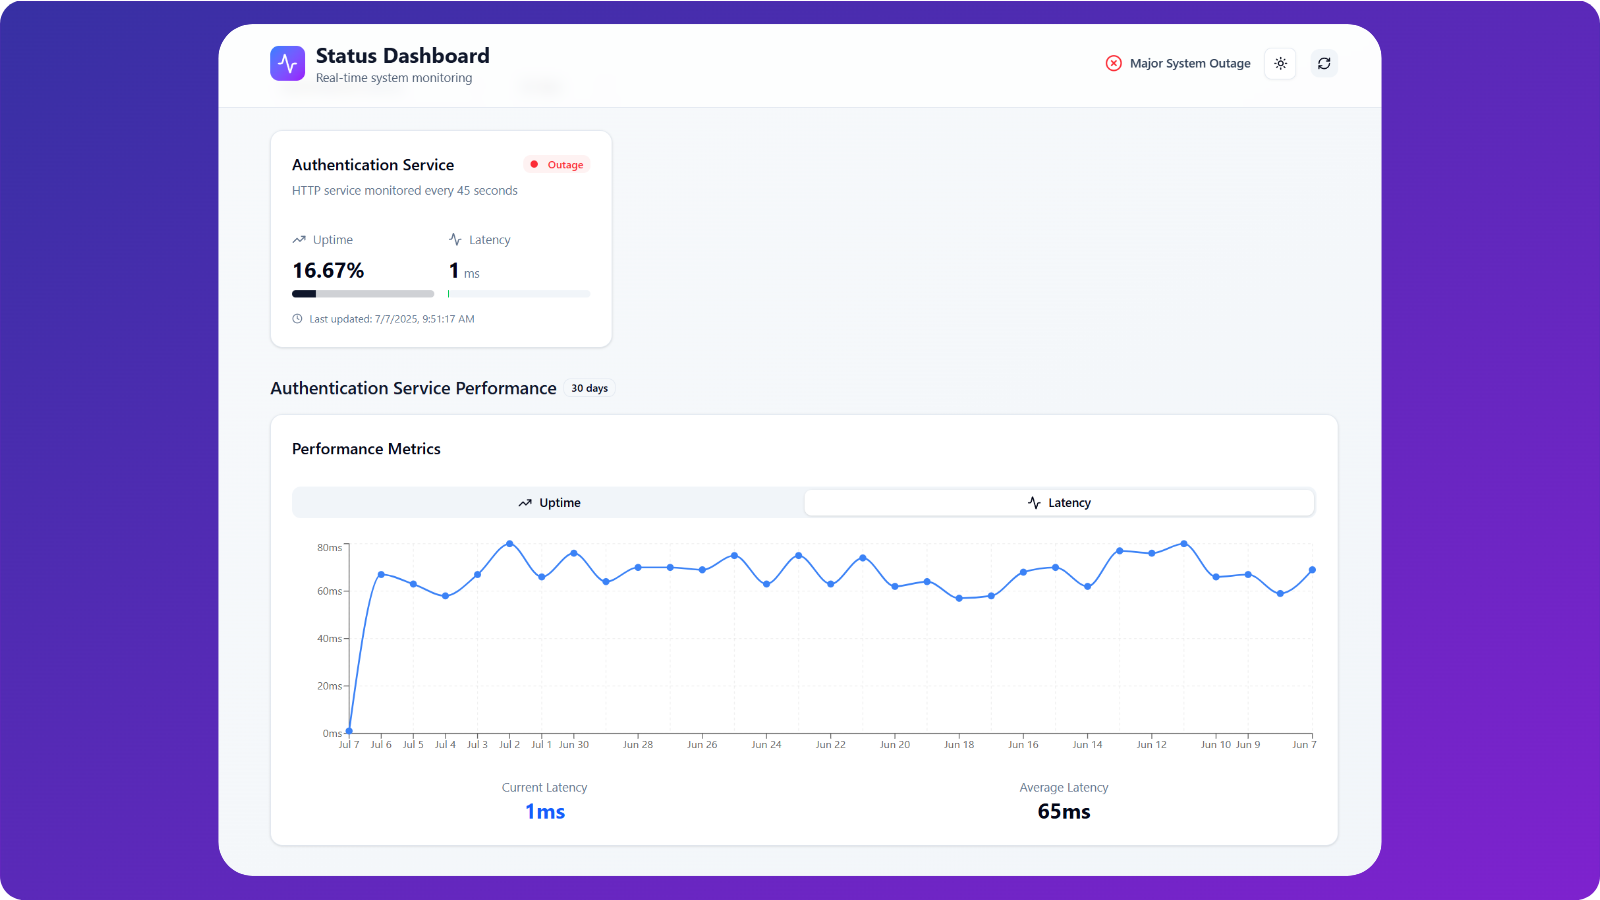 Status Dashboard
Real-time system monitoring
Major System Outage
Authentication Service
Outage
HTTP service monitored every 45 seconds
Uptime
Latency
16.67%
1 ms
Last updated: 7/7/2025, 9:51:17 AM
Authentication Service Performance
30 days
Performance Metrics
Uptime
Latency
80ms
60ms
40ms
20ms
0ms
Jul 7 Jul 6 Jul 5 Jul 4 Jul 3 Jul 2 Jul 1 Jun 30 Jun 28 Jun 26 Jun 24 Jun 22 Jun 20 Jun 18 Jun 16 Jun 14 Jun 12 Jun 10 Jun 9 Jun 7
Current Latency
1ms
Average Latency
65ms